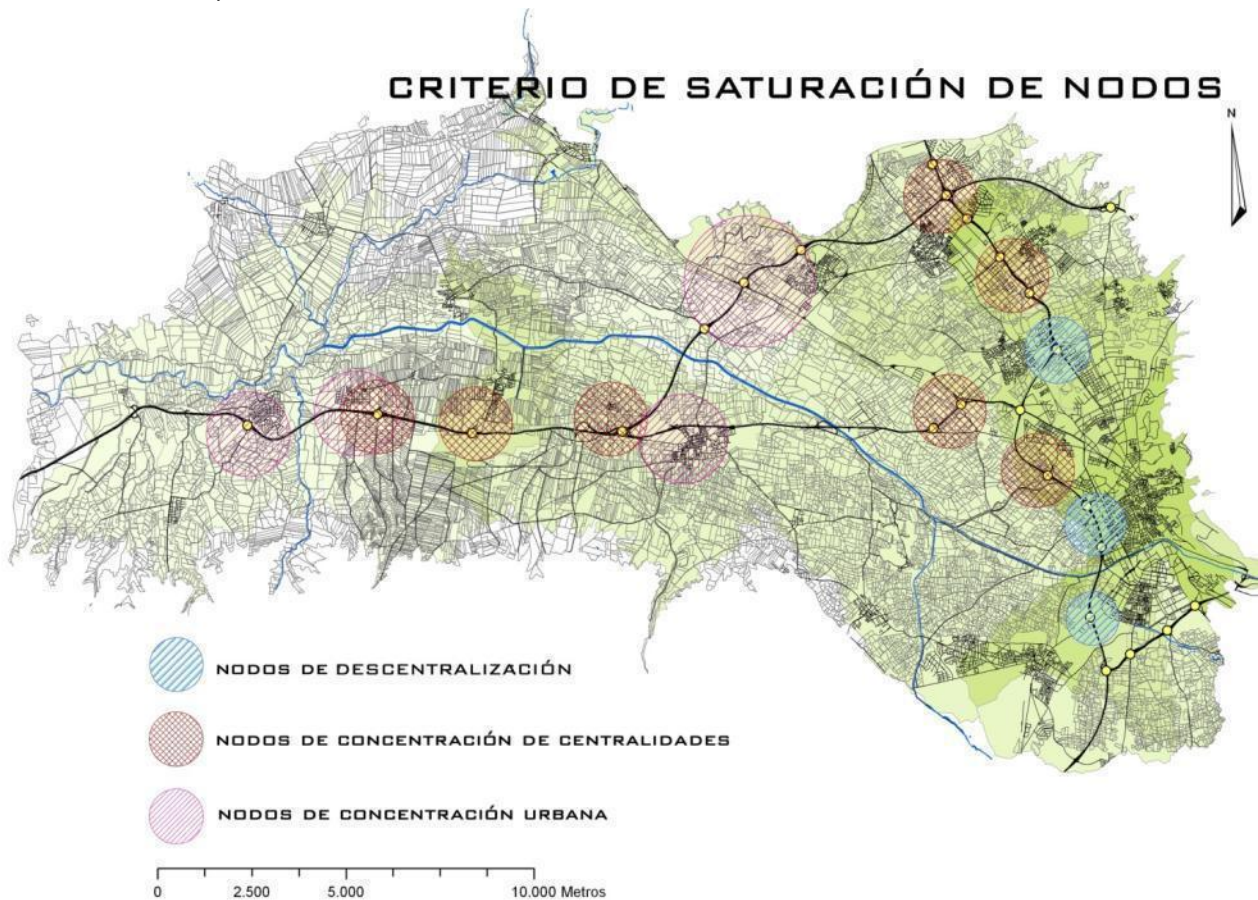 CRITERIO DE SATURACIÓN DE NODOS
N
NODOS DE DESCENTRALIZACIÓN
NODOS DE CONCENTRACIÓN DE CENTRALIDADES
NODOS DE CONCENTRACIÓN URBANA
0 2.500 5.000 10.000 Metros